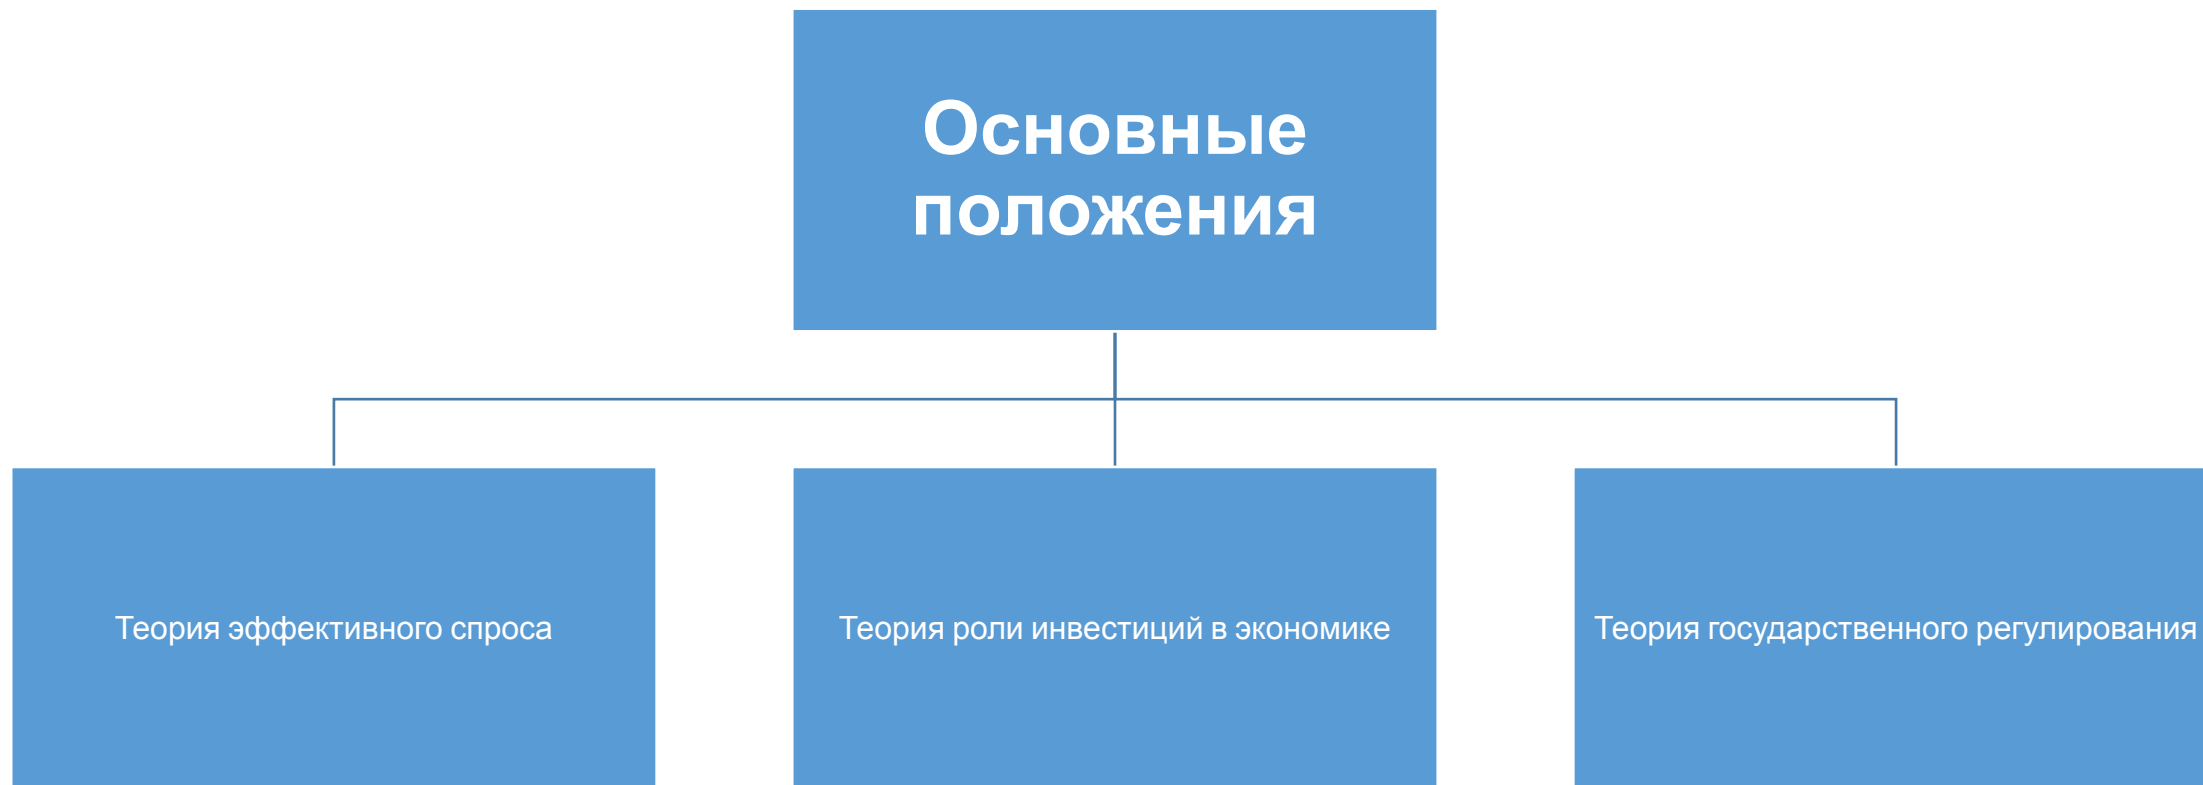 Основные
положения
Теория эффективного спроса
Теория роли инвестиций в экономике
Теория государственного регулирования